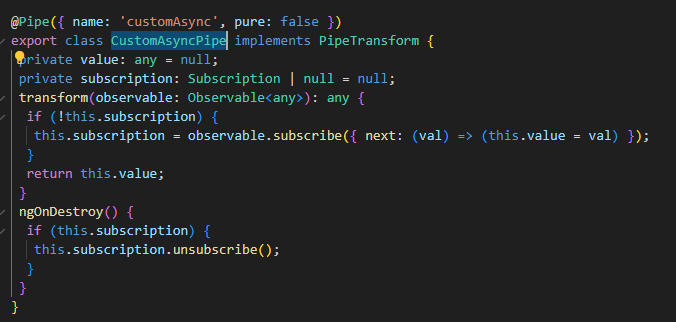 @Pipe({ name: 'customAsync', pure: false })
export class CustomAsyncPipe implements PipeTransform {
private value: any = null;
private subscription: Subscription | null = null;
transform(observable: Observable<any>): any {
if (!this.subscription) {
this.subscription = observable.subscribe({ next: (val) => (this.value = val) });
}
return this.value;
}
ngOnDestroy() {
if (this.subscription) {
this.subscription.unsubscribe();
}
}
}